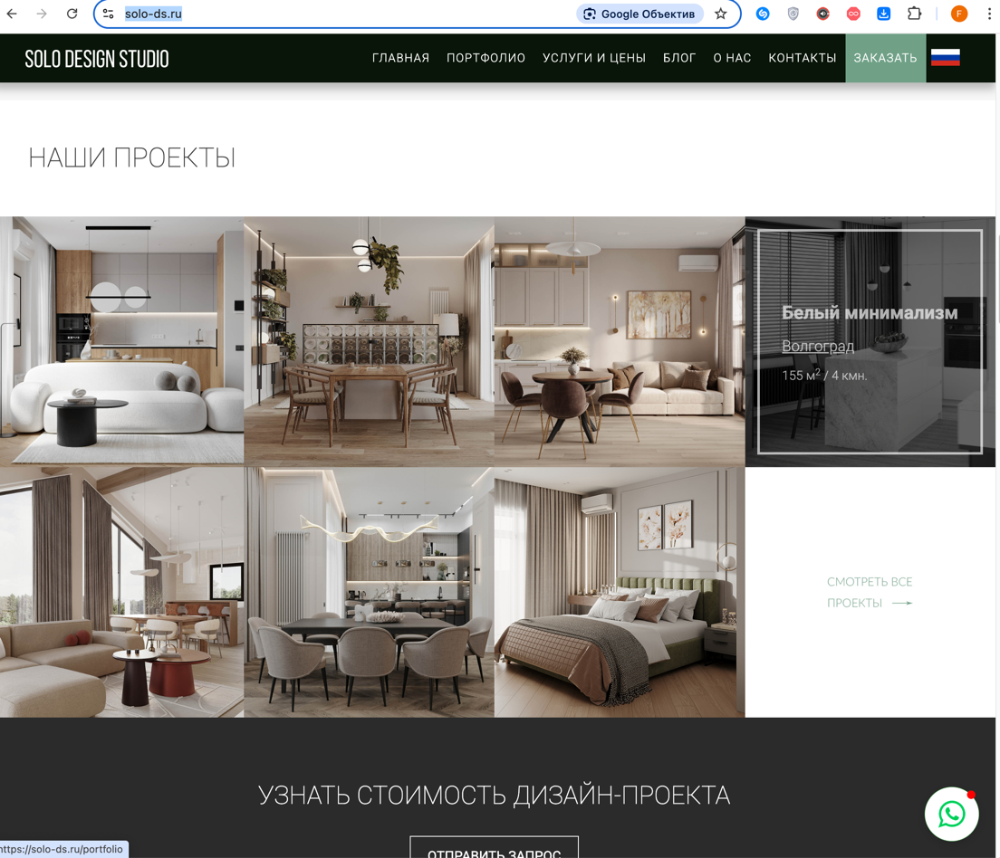 solo-ds.ru
Google Объектив
F
SOLO DESIGN STUDIO
ГЛАВНАЯ
ПОРТФОЛИО
УСЛУГИ И ЦЕНЫ
БЛОГ
О НАС
КОНТАКТЫ
ЗАКАЗАТЬ
НАШИ ПРОЕКТЫ
Белый минимализм
Волгоград
155 м² / 4 кмн.
СМОТРЕТЬ ВСЕ
ПРОЕКТЫ
УЗНАТЬ СТОИМОСТЬ ДИЗАЙН-ПРОЕКТА
ОТПРАВИТЬ ЗАПРОС
https://solo-ds.ru/portfolio